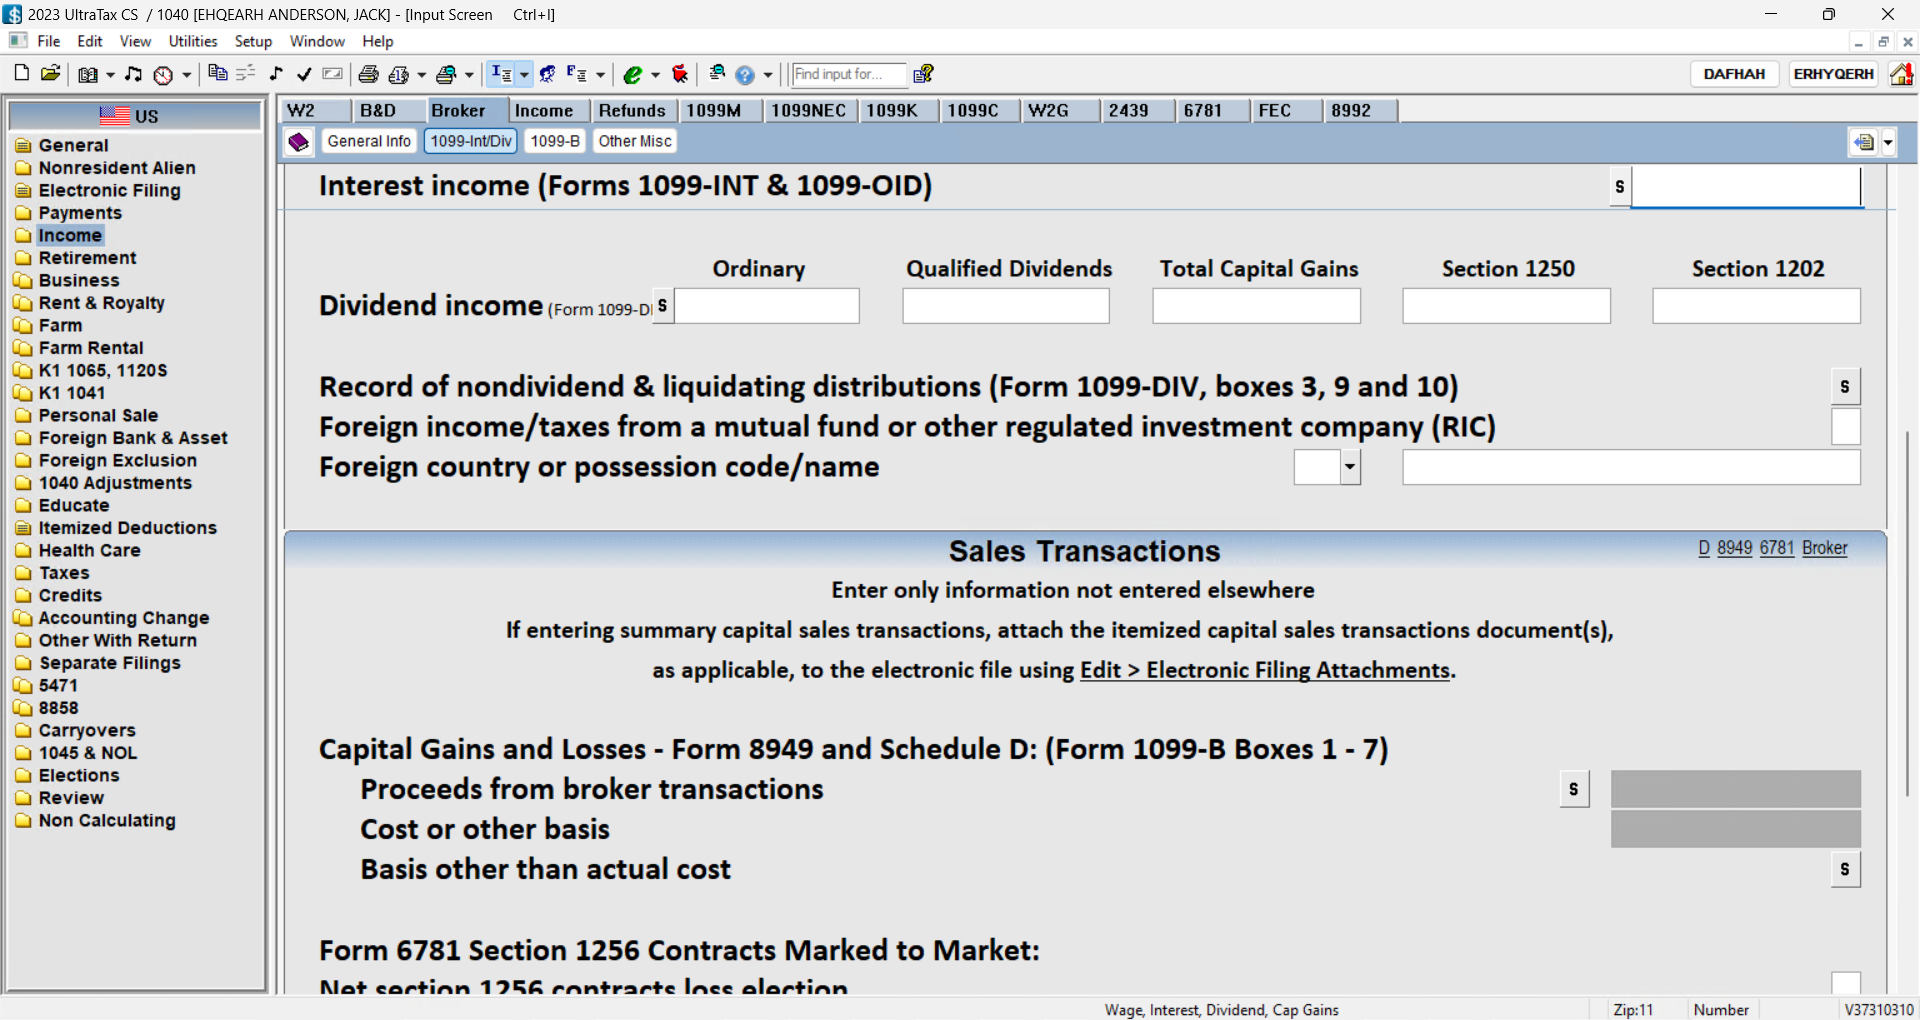 2023 UltraTax CS / 1040 [EHQEARH ANDERSON, JACK] - [Input Screen Ctrl+I]
File Edit View Utilities Setup Window Help
Find input for...
DAFHAH ERHYQERH
US
General
Nonresident Alien
Electronic Filing
Payments
Income
Retirement
Business
Rent & Royalty
Farm
Farm Rental
K1 1065, 1120S
K1 1041
Personal Sale
Foreign Bank & Asset
Foreign Exclusion
1040 Adjustments
Educate
Itemized Deductions
Health Care
Taxes
Credits
Accounting Change
Other With Return
Separate Filings
5471
8858
Carryovers
1045 & NOL
Elections
Review
Non Calculating
W2 B&D Broker Income Refunds 1099M 1099NEC 1099K 1099C W2G 2439 6781 FEC 8992
General Info 1099-Int/Div 1099-B Other Misc
Interest income (Forms 1099-INT & 1099-OID) S
Ordinary Qualified Dividends Total Capital Gains Section 1250 Section 1202
Dividend income (Form 1099-DI S
Record of nondividend & liquidating distributions (Form 1099-DIV, boxes 3, 9 and 10) S
Foreign income/taxes from a mutual fund or other regulated investment company (RIC)
Foreign country or possession code/name
Sales Transactions D 8949 6781 Broker
Enter only information not entered elsewhere
If entering summary capital sales transactions, attach the itemized capital sales transactions document(s),
as applicable, to the electronic file using Edit > Electronic Filing Attachments.
Capital Gains and Losses - Form 8949 and Schedule D: (Form 1099-B Boxes 1 - 7)
Proceeds from broker transactions S
Cost or other basis
Basis other than actual cost S
Form 6781 Section 1256 Contracts Marked to Market:
Net section 1256 contracts loss election
Wage, Interest, Dividend, Cap Gains Zip:11 Number V37310310